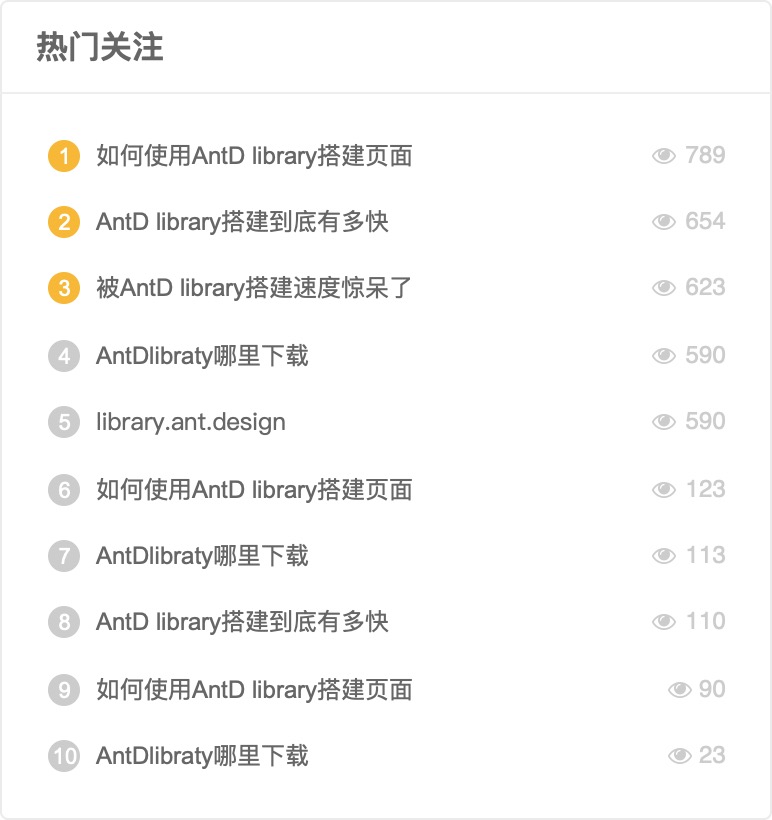 热门关注
1 如何使用AntD library搭建页面 789
2 AntD library搭建到底有多快 654
3 被AntD library搭建速度惊呆了 623
4 AntDlibraty哪里下载 590
5 library.ant.design 590
6 如何使用AntD library搭建页面 123
7 AntDlibraty哪里下载 113
8 AntD library搭建到底有多快 110
9 如何使用AntD library搭建页面 90
10 AntDlibraty哪里下载 23